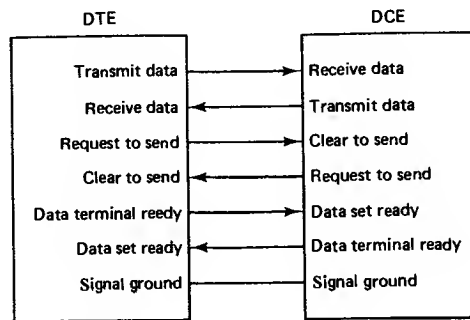 DTE DCE
Transmit data Receive data
Receive data Transmit data
Request to send Clear to send
Clear to send Request to send
Data terminal reedy Data set ready
Data set ready Data terminal ready
Signal ground Signal ground